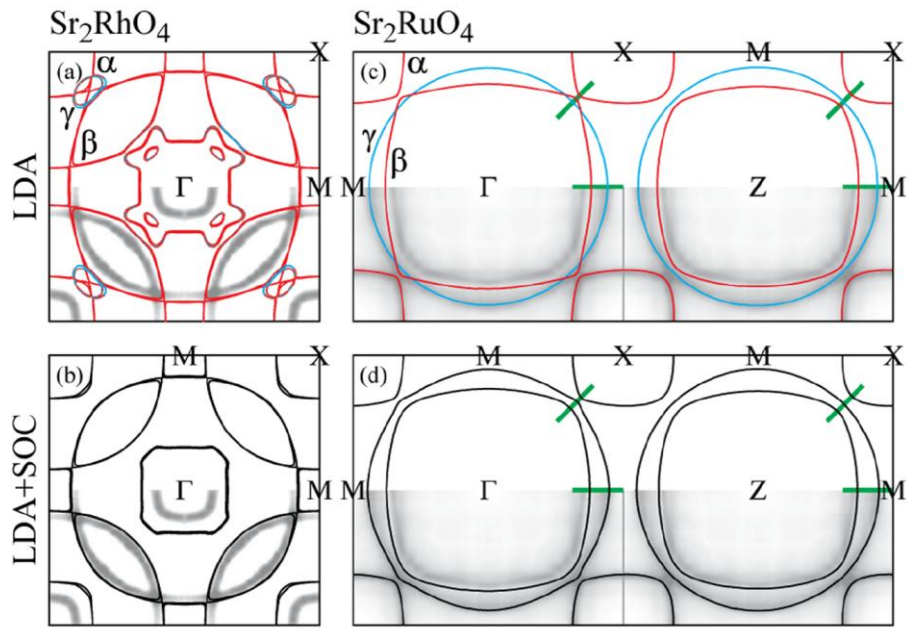 Sr₂RhO₄ Sr₂RuO₄
LDA
(a) α X
γ
β
Γ M
(c) α X M
γ
β
M Γ Z M
LDA+SOC
(b) M X
Γ M
(d) M X M
M Γ Z M